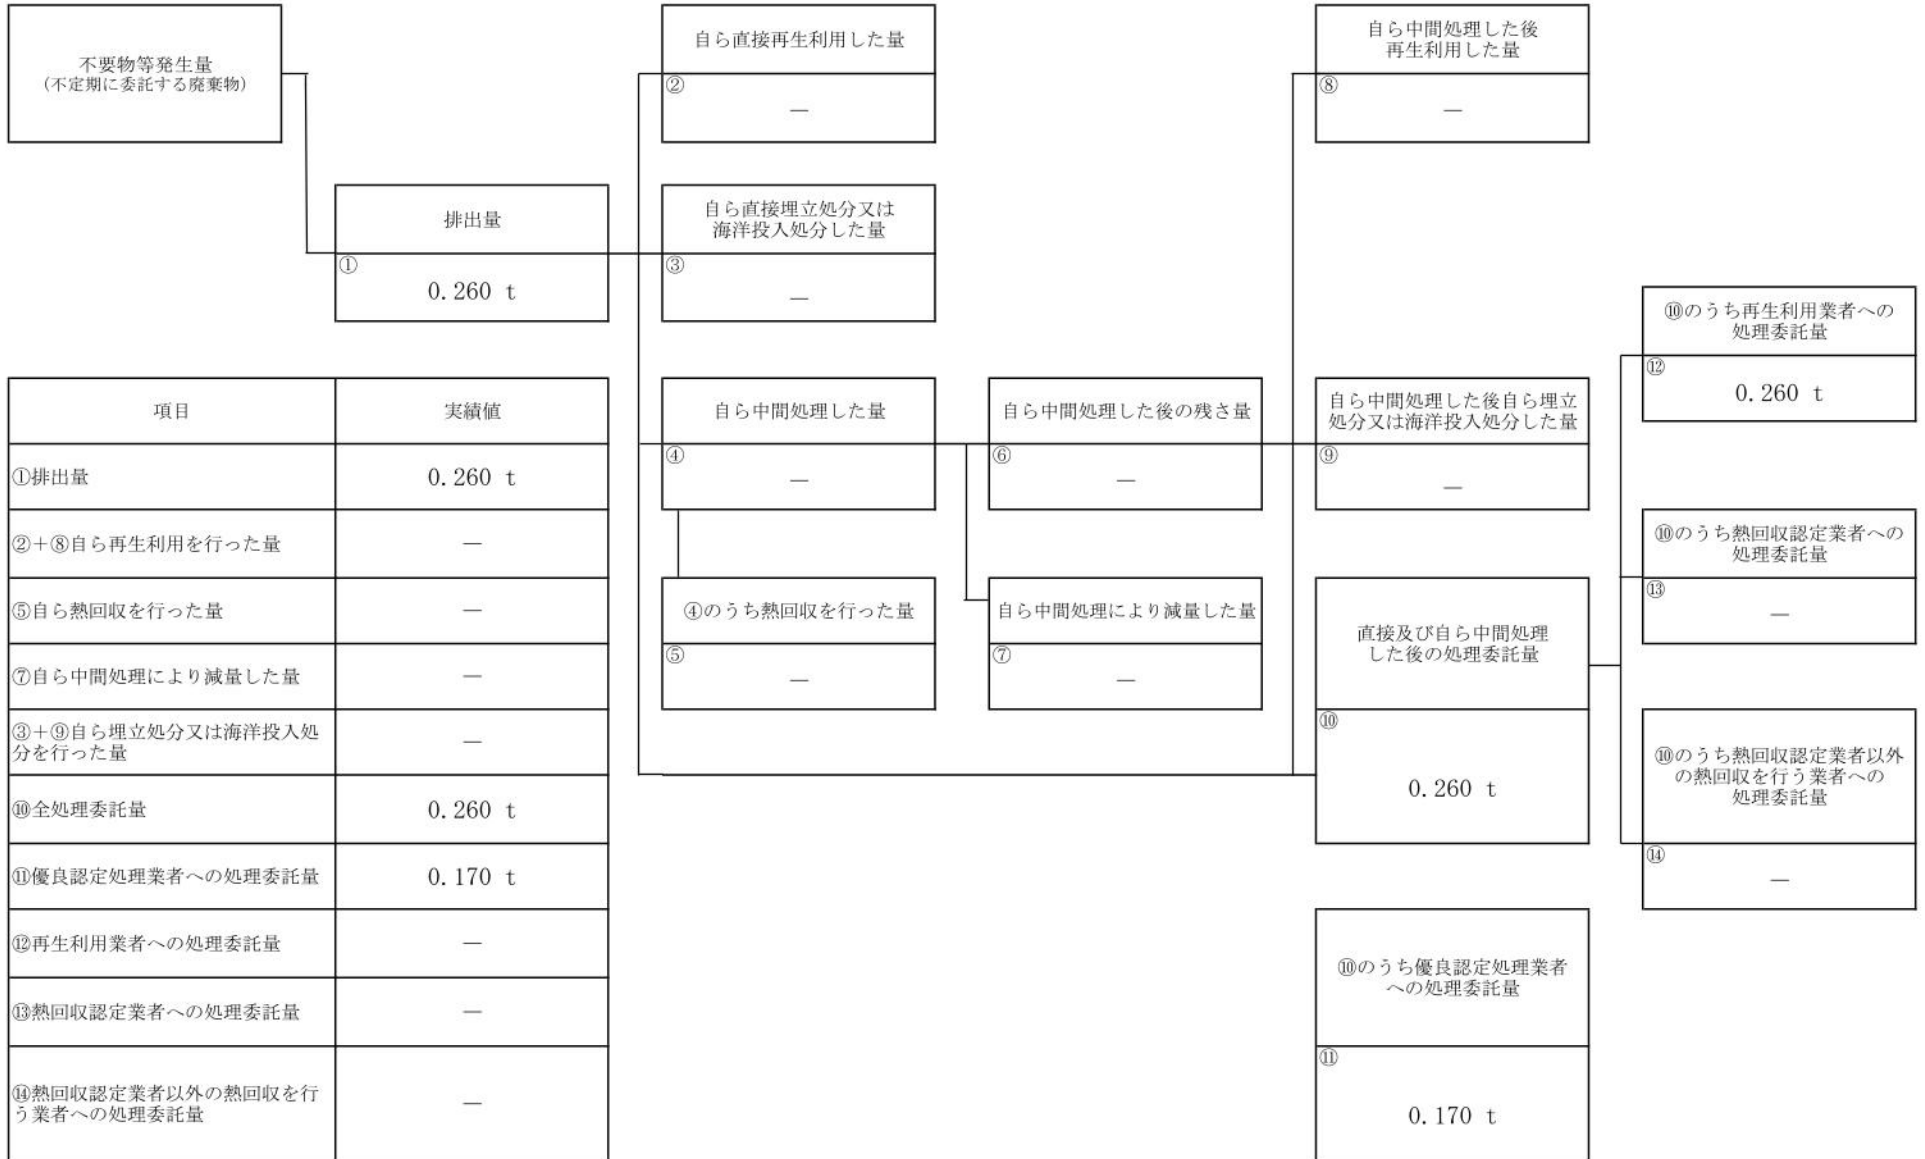 不要物等発生量
(不定期に委託する廃棄物)
自ら直接再生利用した量
②
—
自ら中間処理した後
再生利用した量
⑧
—
排出量
①
0.260 t
自ら直接埋立処分又は
海洋投入処分した量
③
—
⑩のうち再生利用業者への
処理委託量
⑫
0.260 t
項目 実績値
①排出量 0.260 t
②+⑧自ら再生利用を行った量 —
⑤自ら熱回収を行った量 —
⑦自ら中間処理により減量した量 —
③+⑨自ら埋立処分又は海洋投入処
分を行った量 —
⑩全処理委託量 0.260 t
⑪優良認定処理業者への処理委託量 0.170 t
⑫再生利用業者への処理委託量 —
⑬熱回収認定業者への処理委託量 —
⑭熱回収認定業者以外の熱回収を行
う業者への処理委託量 —
自ら中間処理した量
④
—
自ら中間処理した後の残さ量
⑥
—
自ら中間処理した後自ら埋立
処分又は海洋投入処分した量
⑨
—
④のうち熱回収を行った量
⑤
—
自ら中間処理により減量した量
⑦
—
直接及び自ら中間処理
した後の処理委託量
⑩
0.260 t
⑩のうち熱回収認定業者への
処理委託量
⑬
—
⑩のうち熱回収認定業者以外
の熱回収を行う業者への
処理委託量
⑭
—
⑩のうち優良認定処理業者
への処理委託量
⑪
0.170 t